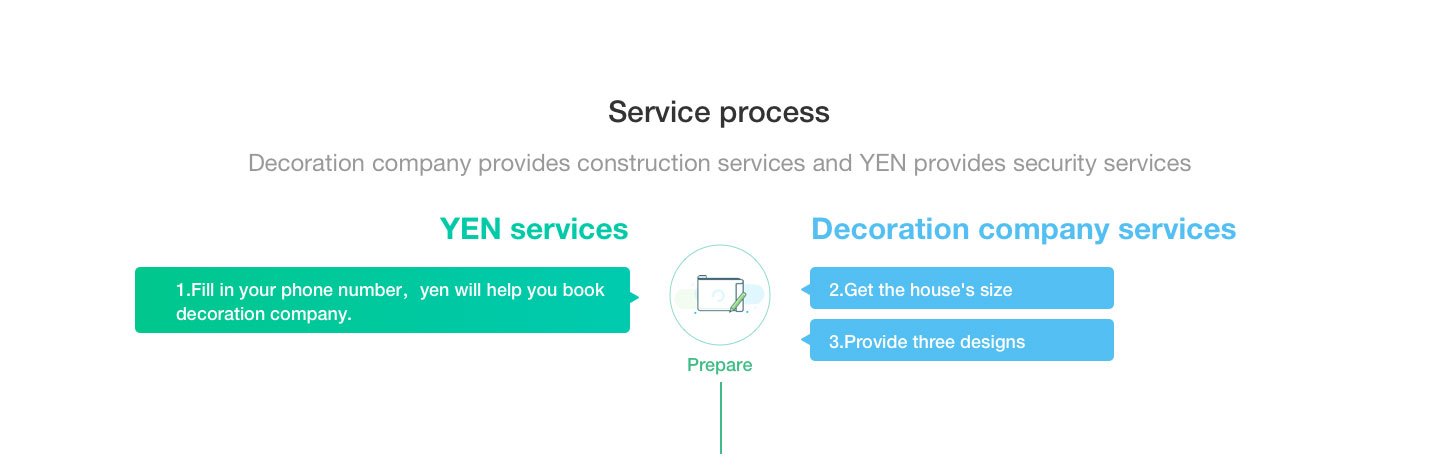 Service process
Decoration company provides construction services and YEN provides security services
YEN services
Decoration company services
1.Fill in your phone number，yen will help you book
decoration company.
2.Get the house's size
3.Provide three designs
Prepare